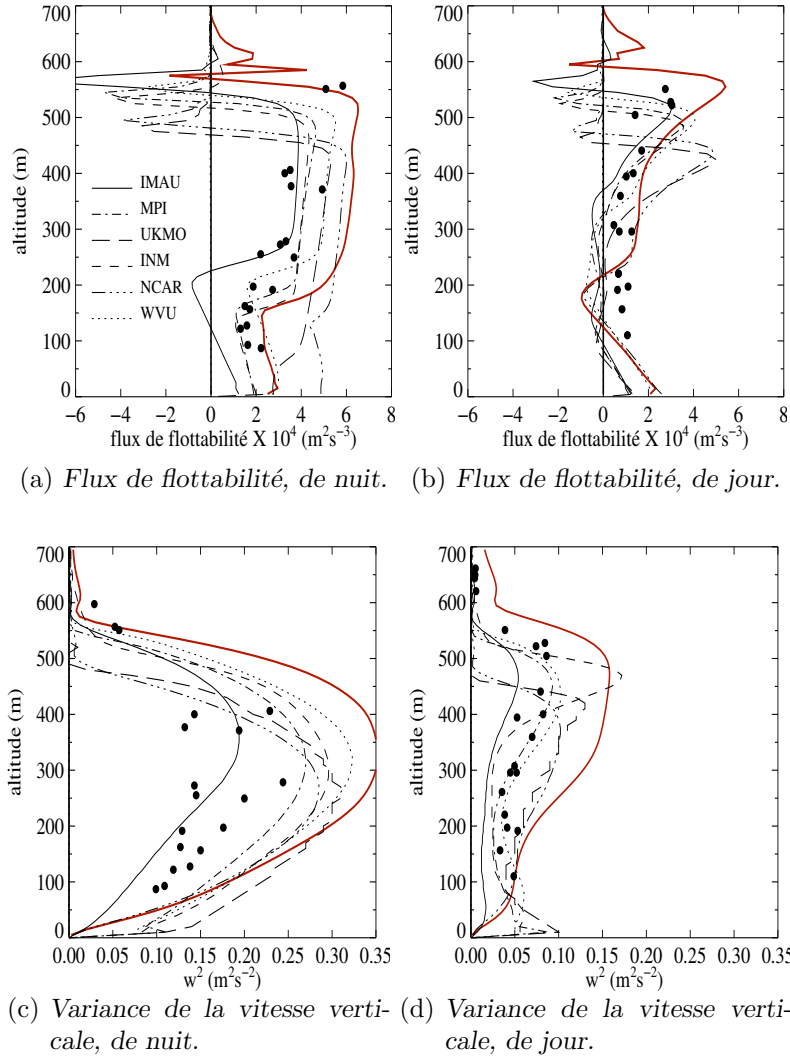 700
600
500
400
300
200
100
0
altitude (m)
IMAU
MPI
UKMO
INM
NCAR
WVU
−6 −4 −2 0 2 4 6 8
flux de flottabilité X 10⁴ (m²s⁻³)
(a) Flux de flottabilité, de nuit.
700
600
500
400
300
200
100
0
altitude (m)
−6 −4 −2 0 2 4 6 8
flux de flottabilité X 10⁴ (m²s⁻³)
(b) Flux de flottabilité, de jour.
700
600
500
400
300
200
100
0
altitude (m)
0.00 0.05 0.10 0.15 0.20 0.25 0.30 0.35
w² (m²s⁻²)
(c) Variance de la vitesse verti-
cale, de nuit.
700
600
500
400
300
200
100
0
altitude (m)
0.00 0.05 0.10 0.15 0.20 0.25 0.30 0.35
w² (m²s⁻²)
(d) Variance de la vitesse verti-
cale, de jour.